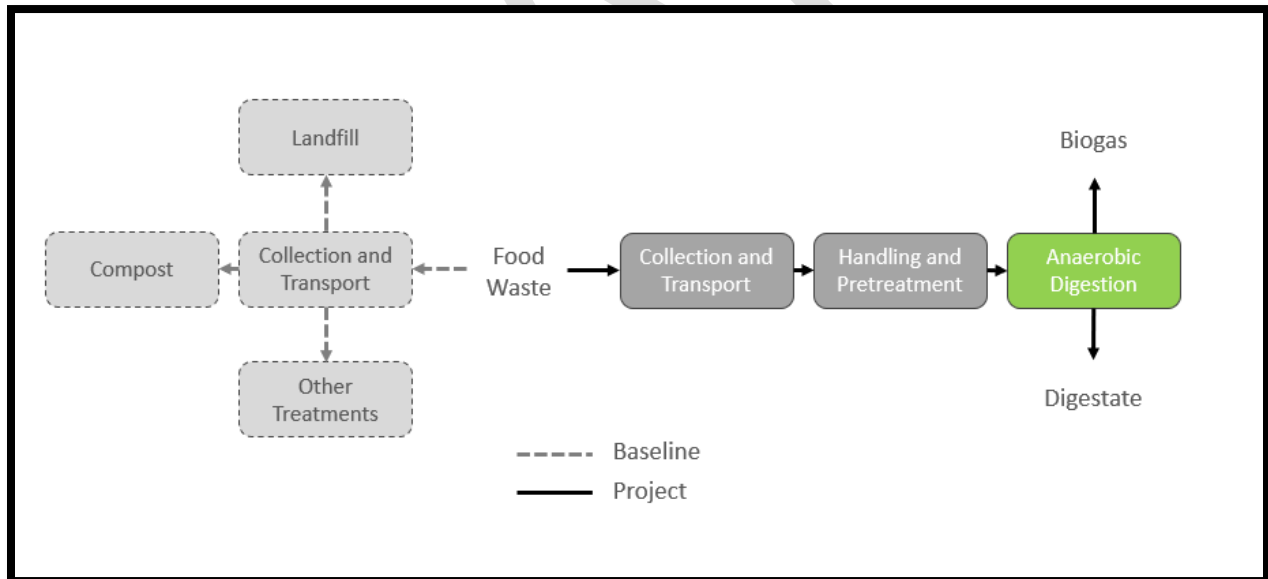 Landfill
Biogas
Compost
Collection and
Transport
Food
Waste
Collection and
Transport
Handling and
Pretreatment
Anaerobic
Digestion
Other
Treatments
Digestate
Baseline
Project